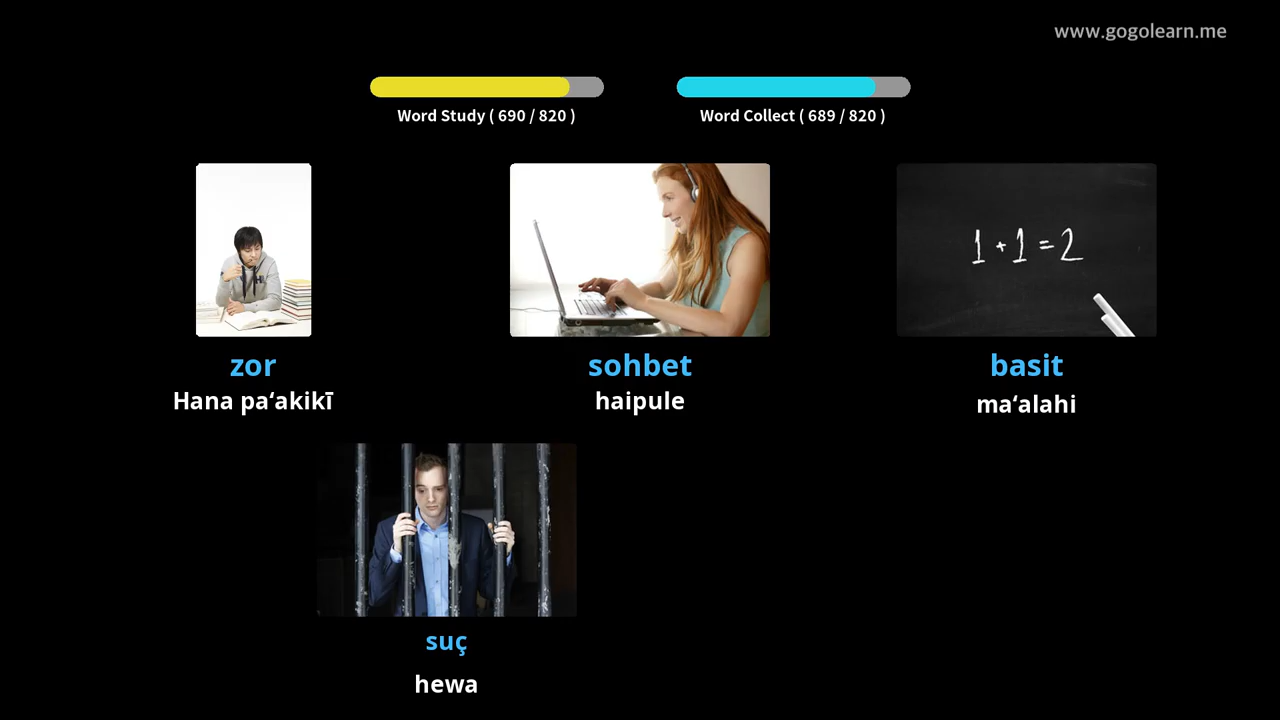 www.gogolearn.me
Word Study ( 690 / 820 )
Word Collect ( 689 / 820 )
1 + 1 = 2
zor
sohbet
basit
Hana paʻakikī
haipule
maʻalahi
suç
hewa